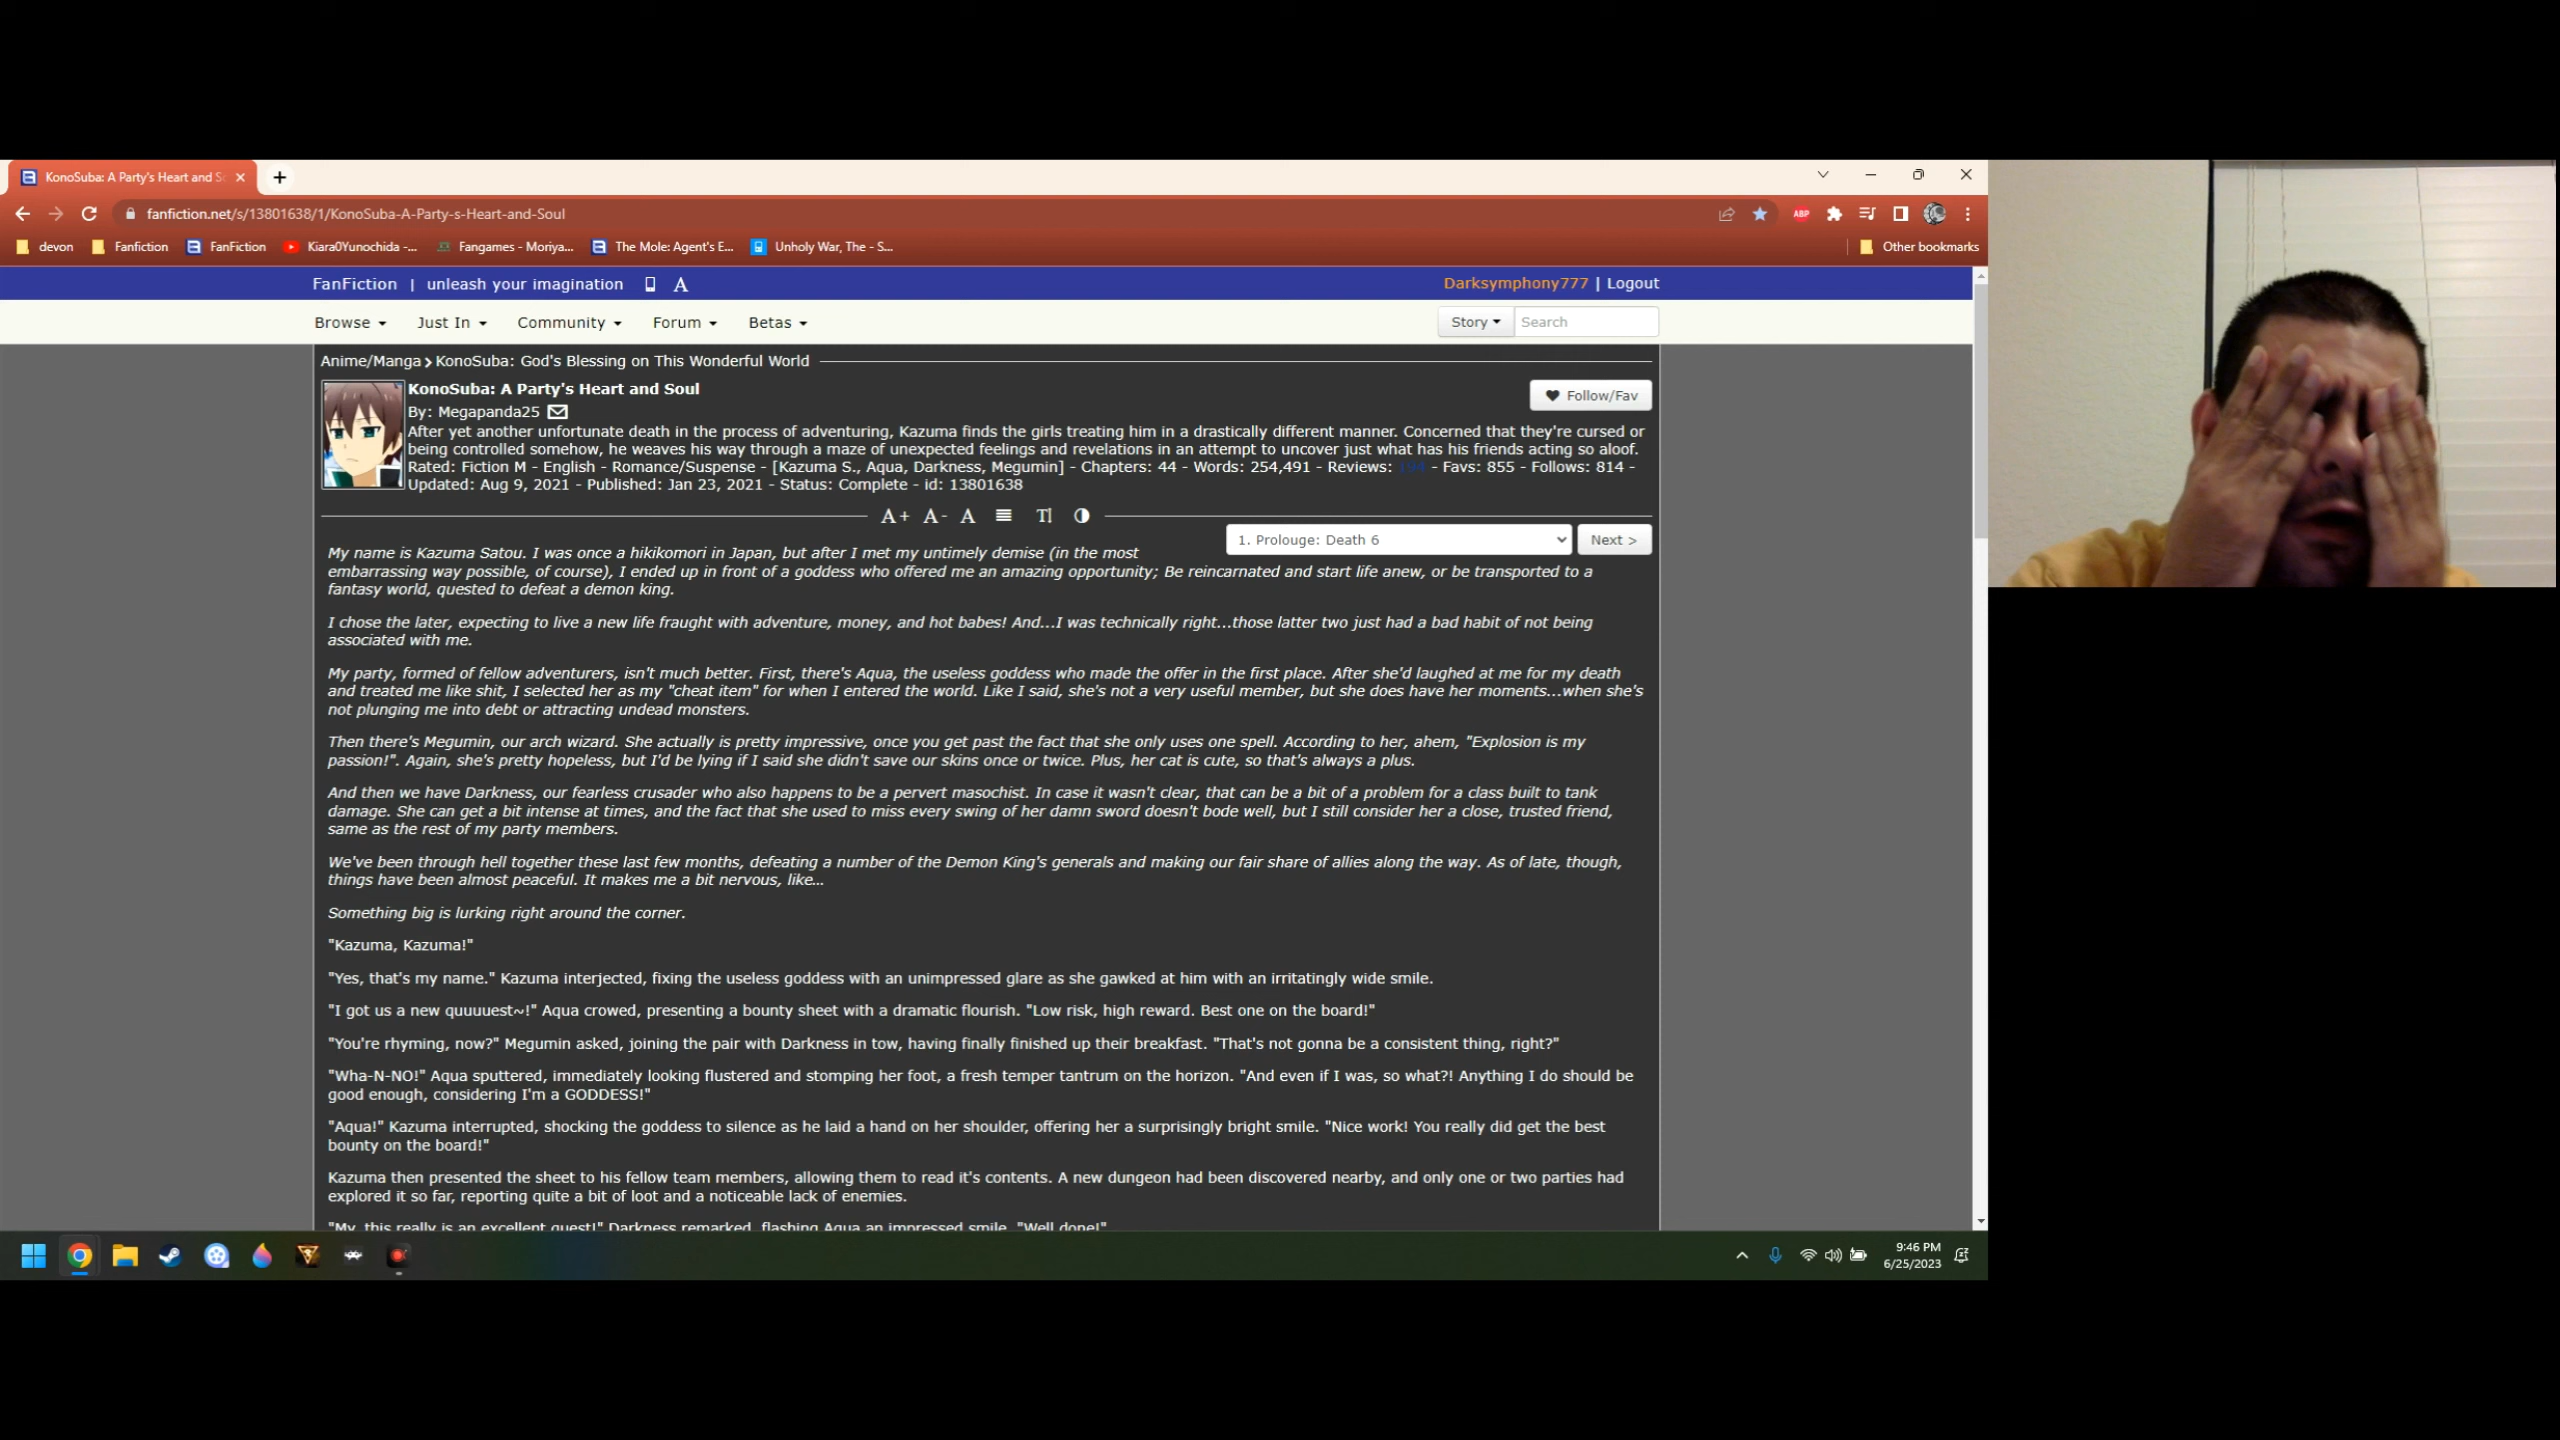 KonoSuba: A Party's Heart and S
fanfiction.net/s/13801638/1/KonoSuba-A-Party-s-Heart-and-Soul
ABP
devon
Fanfiction
FanFiction
Kiara0Yunochida -...
Fangames - Moriya...
The Mole: Agent's E...
Unholy War, The - S...
Other bookmarks
FanFiction | unleash your imagination A
Darksymphony777 | Logout
Browse Just In Community Forum Betas
Story Search
Anime/Manga > KonoSuba: God's Blessing on This Wonderful World
KonoSuba: A Party's Heart and Soul
Follow/Fav
By: Megapanda25
After yet another unfortunate death in the process of adventuring, Kazuma finds the girls treating him in a drastically different manner. Concerned that they're cursed or
being controlled somehow, he weaves his way through a maze of unexpected feelings and revelations in an attempt to uncover just what has his friends acting so aloof.
Rated: Fiction M - English - Romance/Suspense - [Kazuma S., Aqua, Darkness, Megumin] - Chapters: 44 - Words: 254,491 - Reviews: - Favs: 855 - Follows: 814 -
Updated: Aug 9, 2021 - Published: Jan 23, 2021 - Status: Complete - id: 13801638
A+ A- A
1. Prolouge: Death 6
Next >
My name is Kazuma Satou. I was once a hikikomori in Japan, but after I met my untimely demise (in the most
embarrassing way possible, of course), I ended up in front of a goddess who offered me an amazing opportunity; Be reincarnated and start life anew, or be transported to a
fantasy world, quested to defeat a demon king.
I chose the later, expecting to live a new life fraught with adventure, money, and hot babes! And...I was technically right...those latter two just had a bad habit of not being
associated with me.
My party, formed of fellow adventurers, isn't much better. First, there's Aqua, the useless goddess who made the offer in the first place. After she'd laughed at me for my death
and treated me like shit, I selected her as my "cheat item" for when I entered the world. Like I said, she's not a very useful member, but she does have her moments...when she's
not plunging me into debt or attracting undead monsters.
Then there's Megumin, our arch wizard. She actually is pretty impressive, once you get past the fact that she only uses one spell. According to her, ahem, "Explosion is my
passion!". Again, she's pretty hopeless, but I'd be lying if I said she didn't save our skins once or twice. Plus, her cat is cute, so that's always a plus.
And then we have Darkness, our fearless crusader who also happens to be a pervert masochist. In case it wasn't clear, that can be a bit of a problem for a class built to tank
damage. She can get a bit intense at times, and the fact that she used to miss every swing of her damn sword doesn't bode well, but I still consider her a close, trusted friend,
same as the rest of my party members.
We've been through hell together these last few months, defeating a number of the Demon King's generals and making our fair share of allies along the way. As of late, though,
things have been almost peaceful. It makes me a bit nervous, like...
Something big is lurking right around the corner.
"Kazuma, Kazuma!"
"Yes, that's my name." Kazuma interjected, fixing the useless goddess with an unimpressed glare as she gawked at him with an irritatingly wide smile.
"I got us a new quuuuest~!" Aqua crowed, presenting a bounty sheet with a dramatic flourish. "Low risk, high reward. Best one on the board!"
"You're rhyming, now?" Megumin asked, joining the pair with Darkness in tow, having finally finished up their breakfast. "That's not gonna be a consistent thing, right?"
"Wha-N-NO!" Aqua sputtered, immediately looking flustered and stomping her foot, a fresh temper tantrum on the horizon. "And even if I was, so what?! Anything I do should be
good enough, considering I'm a GODDESS!"
"Aqua!" Kazuma interrupted, shocking the goddess to silence as he laid a hand on her shoulder, offering her a surprisingly bright smile. "Nice work! You really did get the best
bounty on the board!"
Kazuma then presented the sheet to his fellow team members, allowing them to read it's contents. A new dungeon had been discovered nearby, and only one or two parties had
explored it so far, reporting quite a bit of loot and a noticeable lack of enemies.
"My, this really is an excellent quest!" Darkness remarked, flashing Aqua an impressed smile. "Well done!"
9:46 PM
6/25/2023